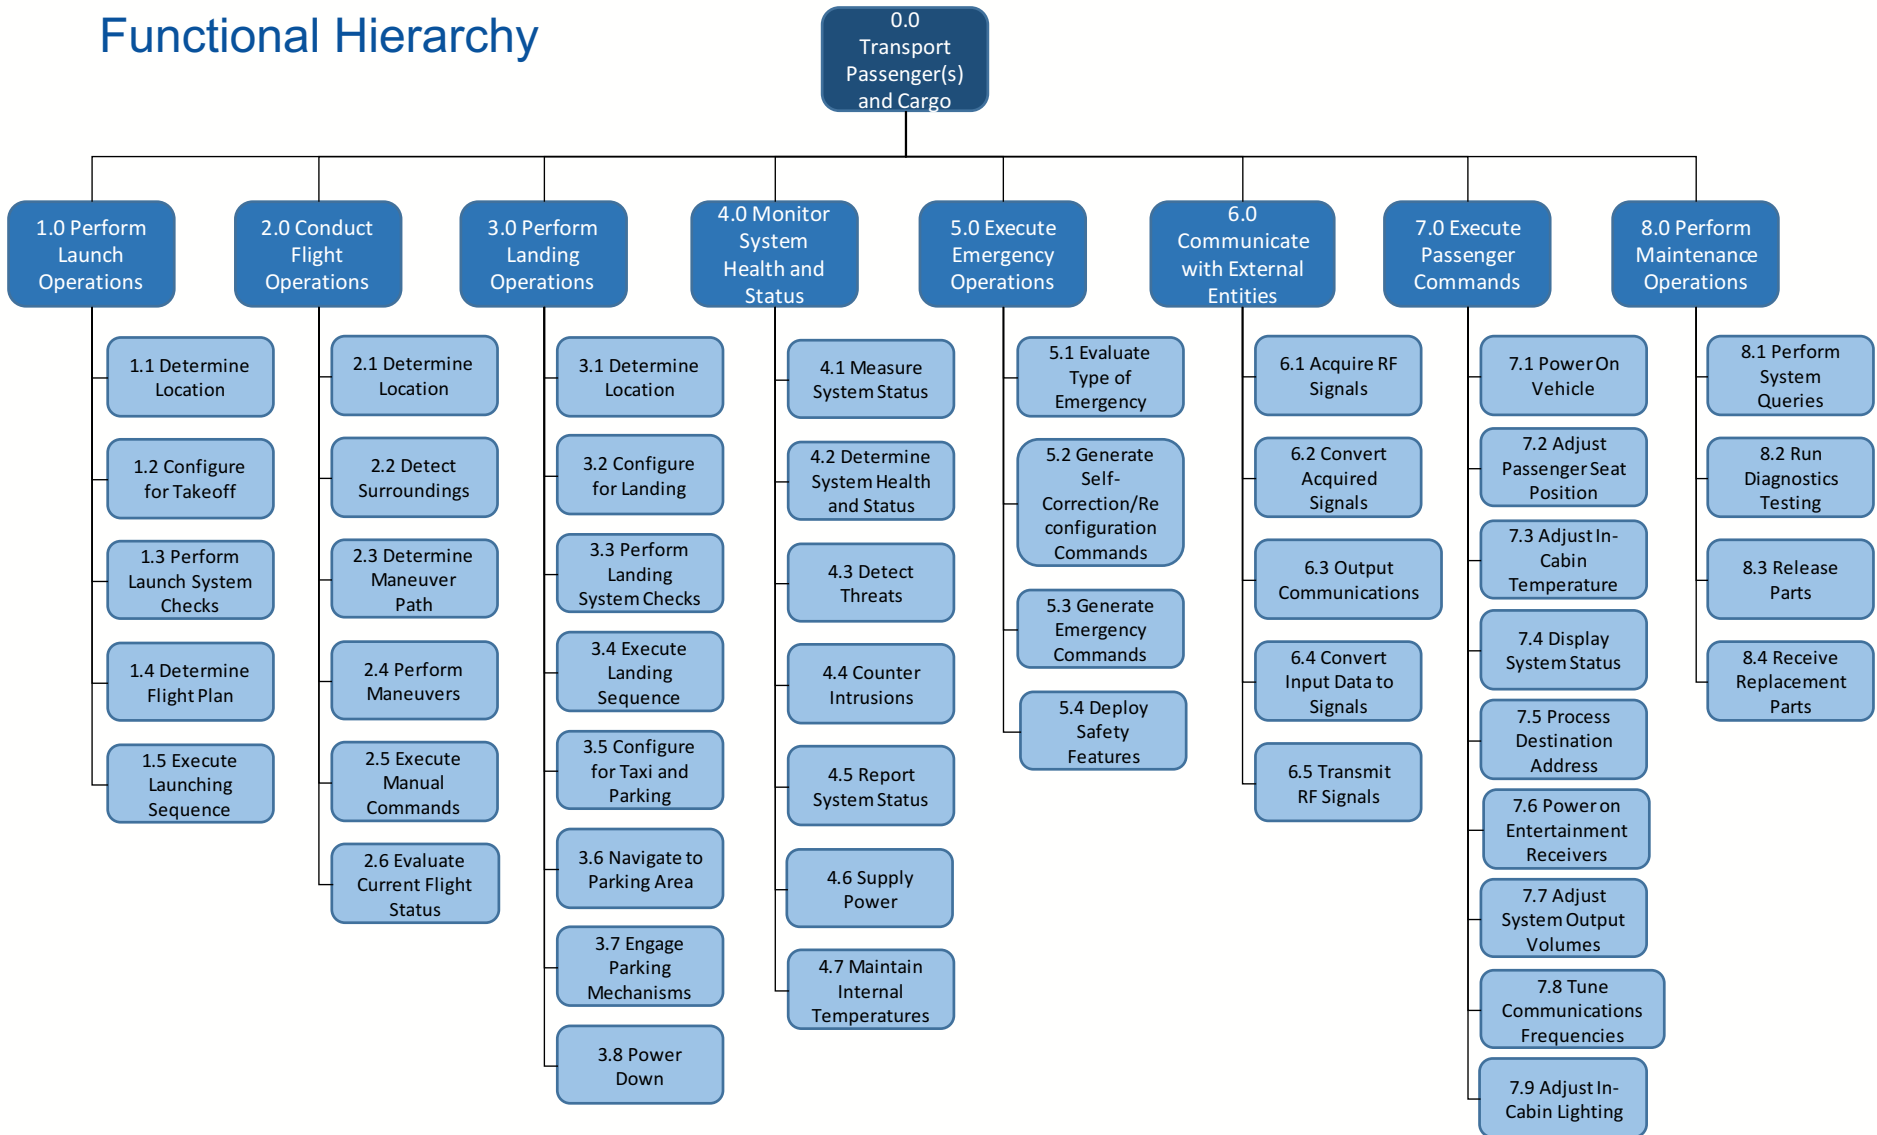 Functional Hierarchy
0.0
Transport
Passenger(s)
and Cargo
1.0 Perform
Launch
Operations
2.0 Conduct
Flight
Operations
3.0 Perform
Landing
Operations
4.0 Monitor
System
Health and
Status
5.0 Execute
Emergency
Operations
6.0
Communicate
with External
Entities
7.0 Execute
Passenger
Commands
8.0 Perform
Maintenance
Operations
1.1 Determine
Location
1.2 Configure
for Takeoff
1.3 Perform
Launch System
Checks
1.4 Determine
Flight Plan
1.5 Execute
Launching
Sequence
2.1 Determine
Location
2.2 Detect
Surroundings
2.3 Determine
Maneuver
Path
2.4 Perform
Maneuvers
2.5 Execute
Manual
Commands
2.6 Evaluate
Current Flight
Status
3.1 Determine
Location
3.2 Configure
for Landing
3.3 Perform
Landing
System Checks
3.4 Execute
Landing
Sequence
3.5 Configure
for Taxi and
Parking
3.6 Navigate to
Parking Area
3.7 Engage
Parking
Mechanisms
3.8 Power
Down
4.1 Measure
System Status
4.2 Determine
System Health
and Status
4.3 Detect
Threats
4.4 Counter
Intrusions
4.5 Report
System Status
4.6 Supply
Power
4.7 Maintain
Internal
Temperatures
5.1 Evaluate
Type of
Emergency
5.2 Generate
Self-
Correction/Re
configuration
Commands
5.3 Generate
Emergency
Commands
5.4 Deploy
Safety
Features
6.1 Acquire RF
Signals
6.2 Convert
Acquired
Signals
6.3 Output
Communications
6.4 Convert
Input Data to
Signals
6.5 Transmit
RF Signals
7.1 Power On
Vehicle
7.2 Adjust
Passenger Seat
Position
7.3 Adjust In-
Cabin
Temperature
7.4 Display
System Status
7.5 Process
Destination
Address
7.6 Power on
Entertainment
Receivers
7.7 Adjust
System Output
Volumes
7.8 Tune
Communications
Frequencies
7.9 Adjust In-
Cabin Lighting
8.1 Perform
System
Queries
8.2 Run
Diagnostics
Testing
8.3 Release
Parts
8.4 Receive
Replacement
Parts